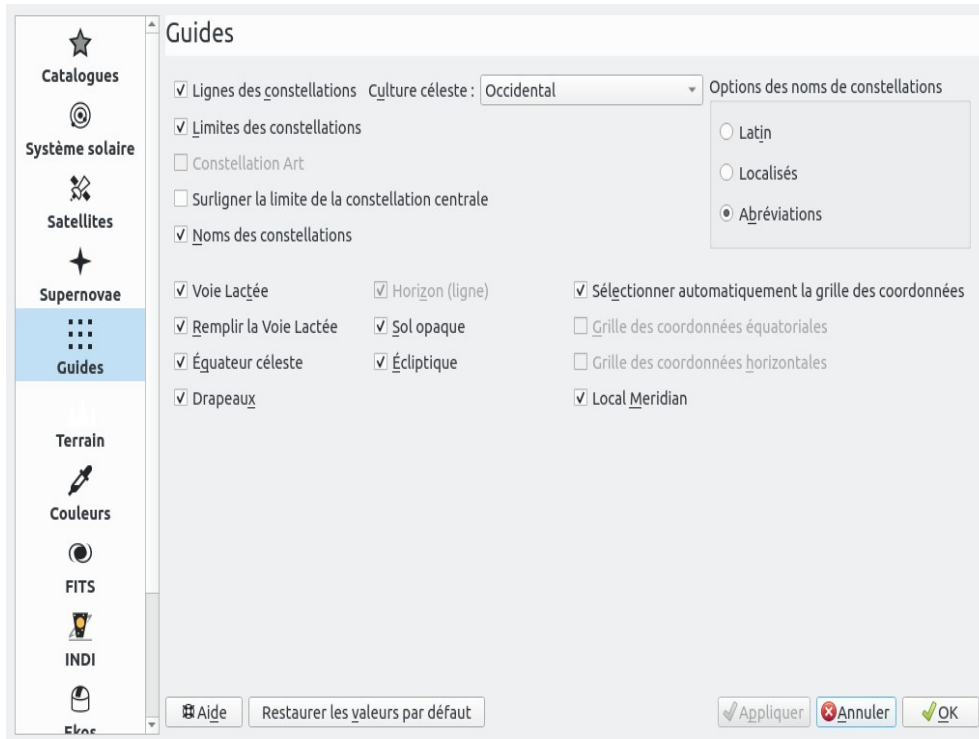 Catalogues
Système solaire
Satellites
Supernovae
Guides
Terrain
Couleurs
FITS
INDI
Ekos
Guides
Lignes des constellations Culture céleste : Occidental
Limites des constellations
Constellation Art
Surligner la limite de la constellation centrale
Noms des constellations
Options des noms de constellations
Latin
Localisés
Abréviations
Voie Lactée Horizon (ligne) Sélectionner automatiquement la grille des coordonnées
Remplir la Voie Lactée Sol opaque Grille des coordonnées équatoriales
Équateur céleste Écliptique Grille des coordonnées horizontales
Drapeaux Local Meridian
Aide Restaurer les valeurs par défaut Appliquer Annuler OK